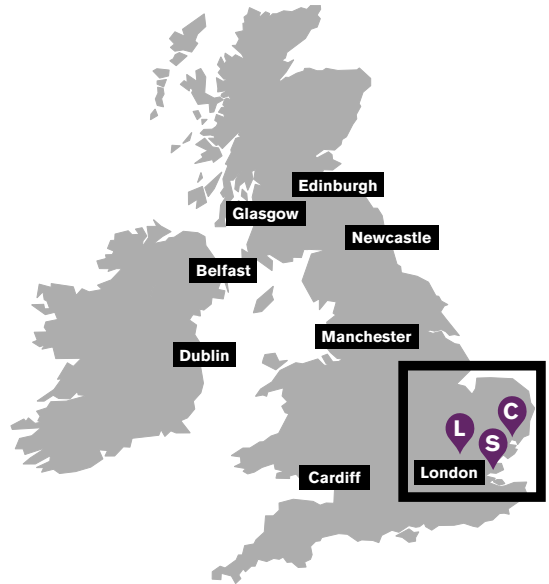 Edinburgh
Glasgow
Newcastle
Belfast
Manchester
Dublin
C
L
S
London
Cardiff